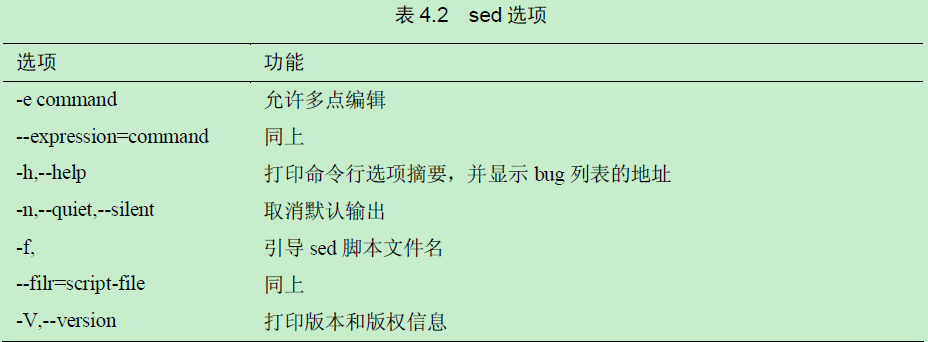 表 4.2 sed 选项
选项 功能
-e command 允许多点编辑
--expression=command 同上
-h,--help 打印命令行选项摘要，并显示 bug 列表的地址
-n,--quiet,--silent 取消默认输出
-f, 引导 sed 脚本文件名
--filr=script-file 同上
-V,--version 打印版本和版权信息